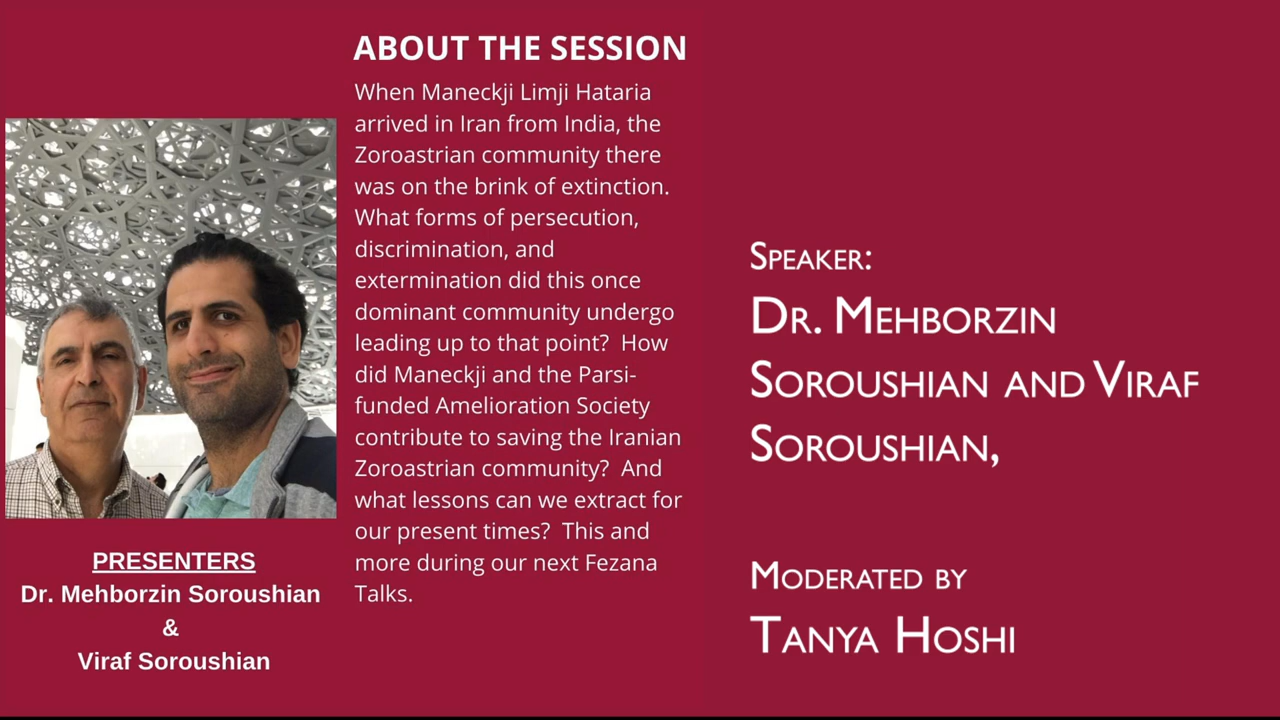 ABOUT THE SESSION
When Maneckji Limji Hataria
arrived in Iran from India, the
Zoroastrian community there
was on the brink of extinction.
What forms of persecution,
discrimination, and
extermination did this once
dominant community undergo
leading up to that point?  How
did Maneckji and the Parsi-
funded Amelioration Society
contribute to saving the Iranian
Zoroastrian community?  And
what lessons can we extract for
our present times?  This and
more during our next Fezana
Talks.
PRESENTERS
Dr. Mehborzin Soroushian
&
Viraf Soroushian
Speaker:
Dr. Mehborzin
Soroushian and Viraf
Soroushian,
Moderated by
Tanya Hoshi